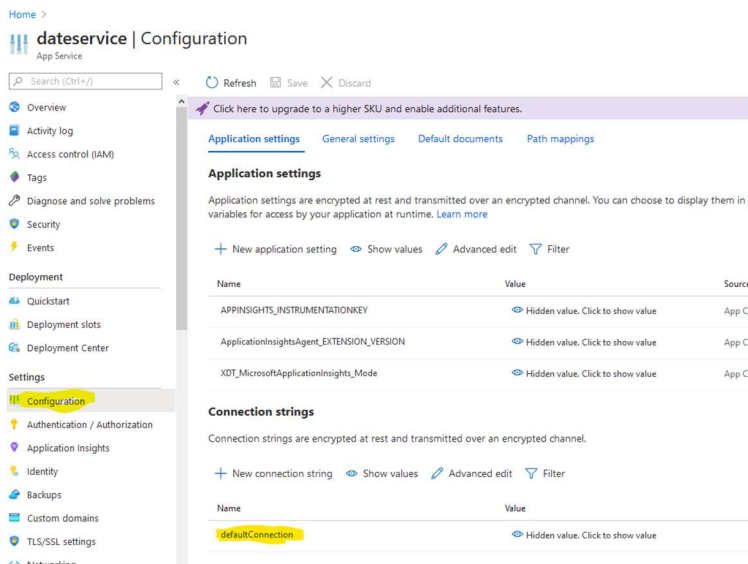 Home >
dateservice | Configuration
App Service
Search (Ctrl+/)
«
Refresh
Save
Discard
Overview
Activity log
Access control (IAM)
Tags
Diagnose and solve problems
Security
Events
Deployment
Quickstart
Deployment slots
Deployment Center
Settings
Configuration
Authentication / Authorization
Application Insights
Identity
Backups
Custom domains
TLS/SSL settings
Networking
Click here to upgrade to a higher SKU and enable additional features.
Application settings
General settings
Default documents
Path mappings
Application settings
Application settings are encrypted at rest and transmitted over an encrypted channel. You can choose to display them in
variables for access by your application at runtime. Learn more
New application setting
Show values
Advanced edit
Filter
Name Value Source
APPINSIGHTS_INSTRUMENTATIONKEY Hidden value. Click to show value App C
ApplicationInsightsAgent_EXTENSION_VERSION Hidden value. Click to show value App C
XDT_MicrosoftApplicationInsights_Mode Hidden value. Click to show value App C
Connection strings
Connection strings are encrypted at rest and transmitted over an encrypted channel.
New connection string
Show values
Advanced edit
Filter
Name Value
defaultConnection Hidden value. Click to show value